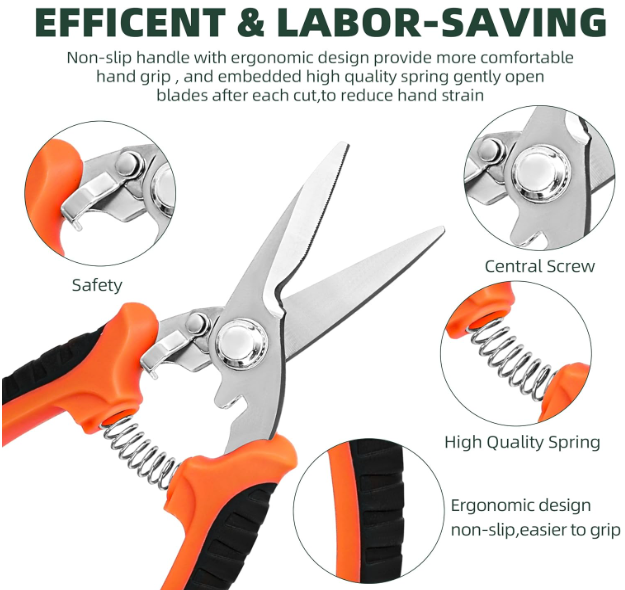 EFFICENT & LABOR-SAVING
Non-slip handle with ergonomic design provide more comfortable
hand grip , and embedded high quality spring gently open
blades after each cut,to reduce hand strain
Safety
Central Screw
High Quality Spring
Ergonomic design
non-slip,easier to grip